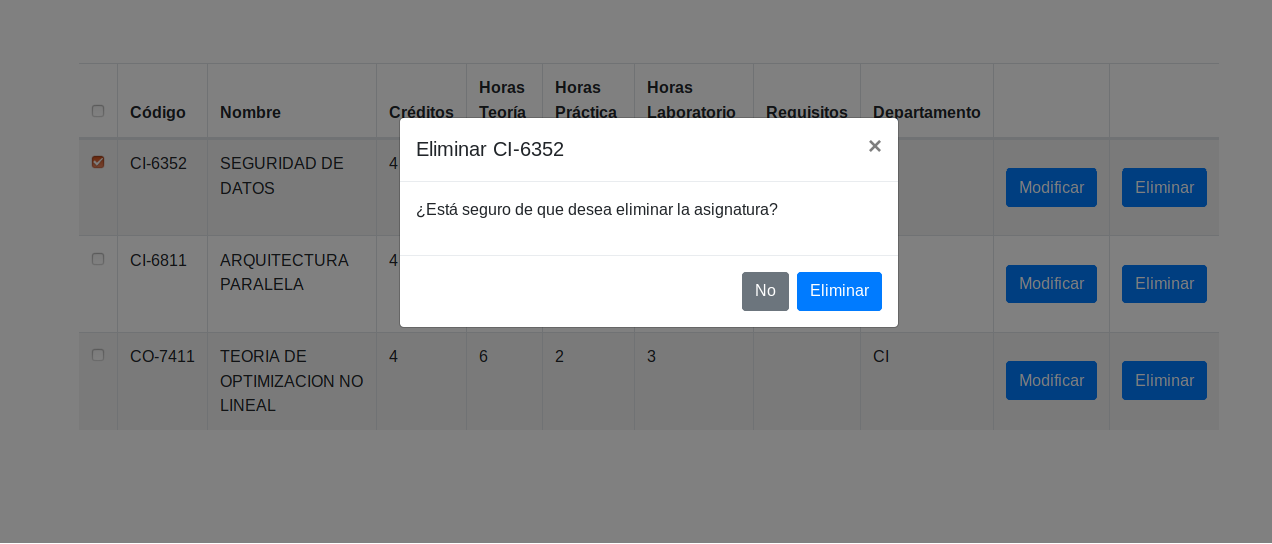 Código
Nombre
Créditos
Horas
Teoría
Horas
Práctica
Horas
Laboratorio
Requisitos
Departamento
CI-6352
SEGURIDAD DE
DATOS
4
Modificar
Eliminar
Eliminar CI-6352
×
¿Está seguro de que desea eliminar la asignatura?
No
Eliminar
CI-6811
ARQUITECTURA
PARALELA
4
Modificar
Eliminar
CO-7411
TEORIA DE
OPTIMIZACION NO
LINEAL
4
6
2
3
CI
Modificar
Eliminar